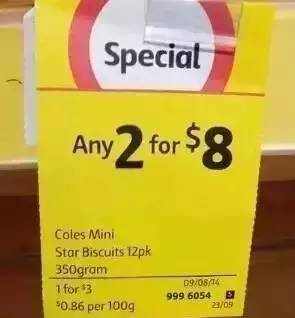 Special
Any 2 for $8
Coles Mini
Star Biscuits 12pk
350gram
1 for $3
$0.86 per 100g
09/08/14
999 6054
23/09